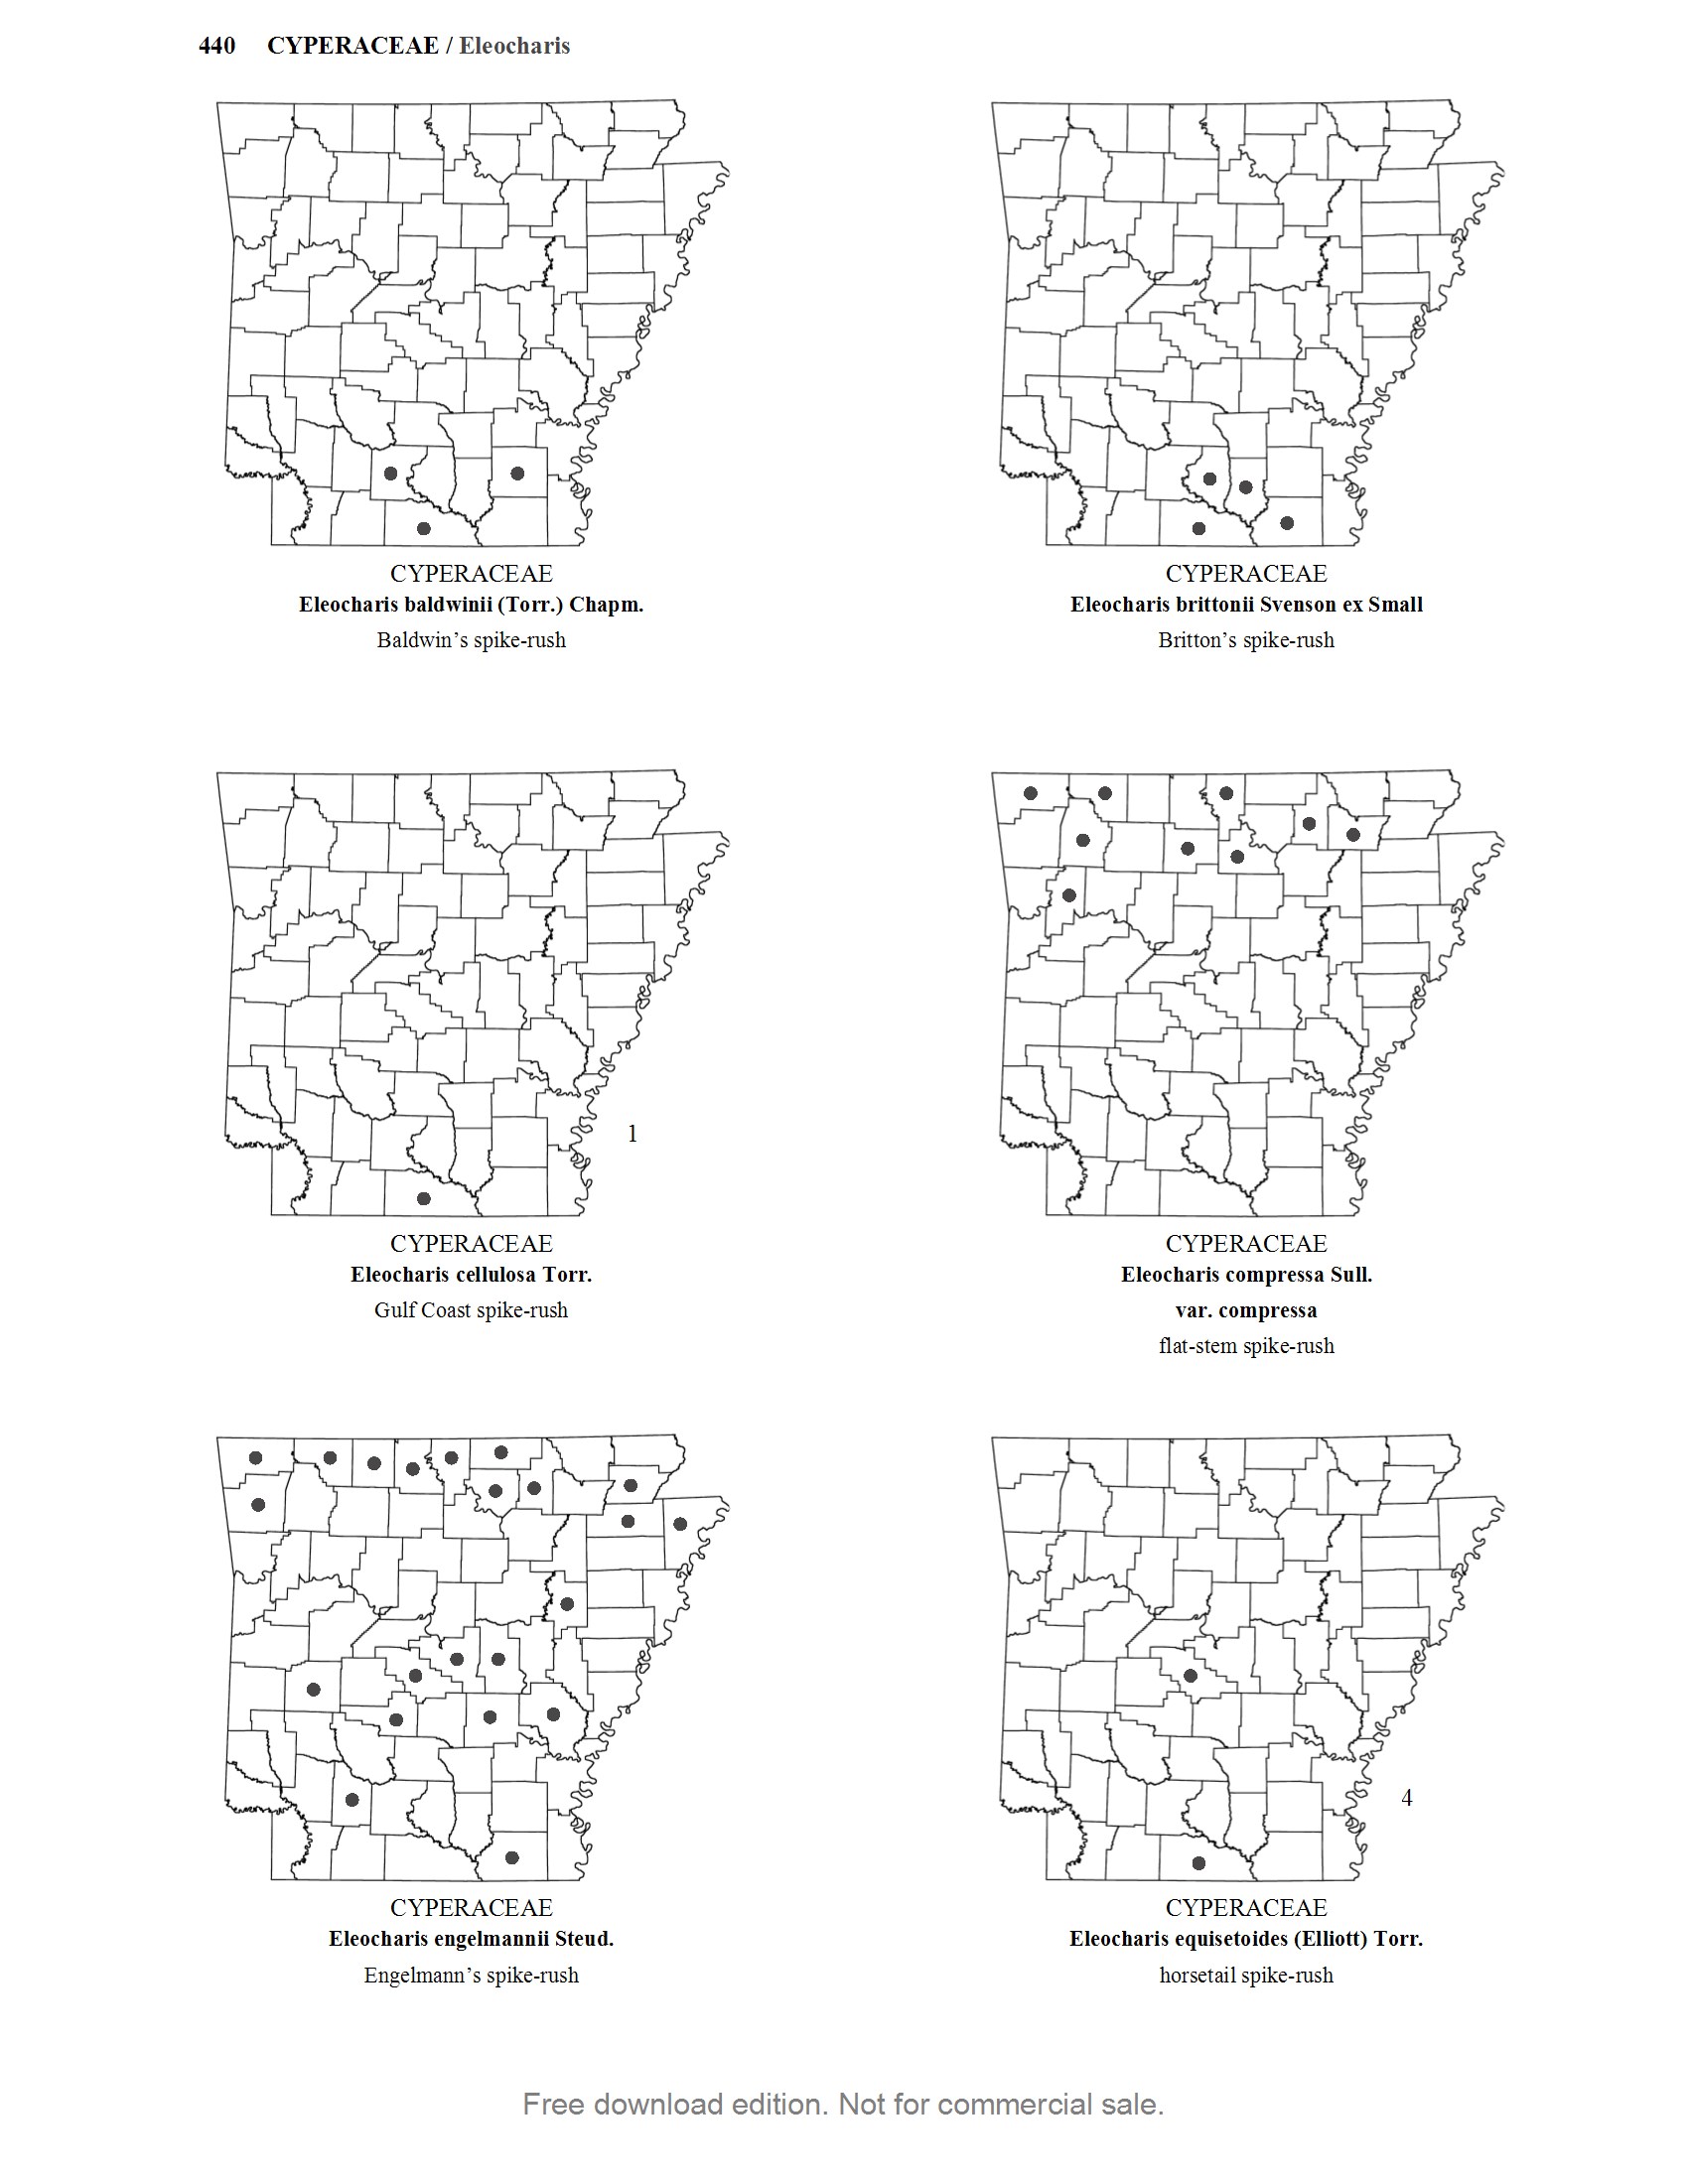 440 CYPERACEAE / Eleocharis
CYPERACEAE
Eleocharis baldwinii (Torr.) Chapm.
Baldwin’s spike-rush
CYPERACEAE
Eleocharis brittonii Svenson ex Small
Britton’s spike-rush
1
CYPERACEAE
Eleocharis cellulosa Torr.
Gulf Coast spike-rush
CYPERACEAE
Eleocharis compressa Sull.
var. compressa
flat-stem spike-rush
CYPERACEAE
Eleocharis engelmannii Steud.
Engelmann’s spike-rush
4
CYPERACEAE
Eleocharis equisetoides (Elliott) Torr.
horsetail spike-rush
Free download edition. Not for commercial sale.